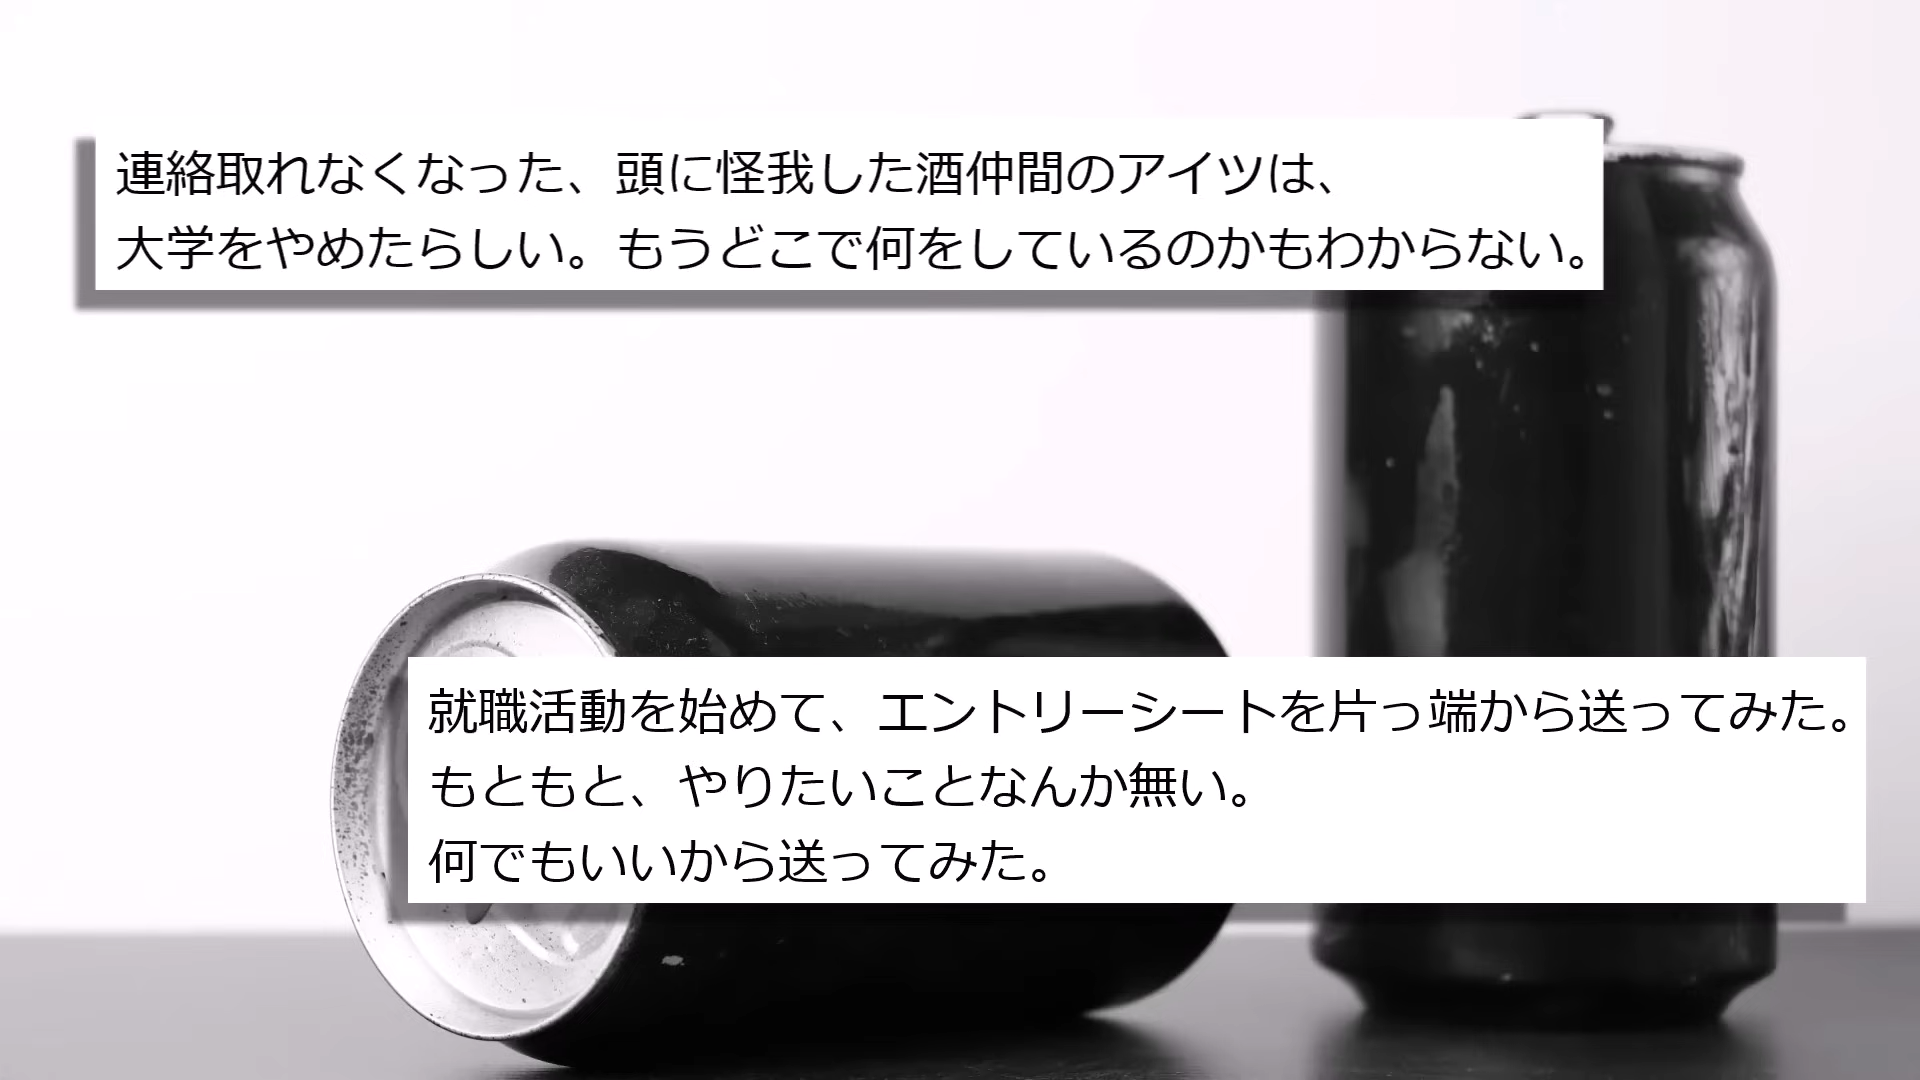 連絡取れなくなった、頭に怪我した酒仲間のアイツは、
大学をやめたらしい。もうどこで何をしているのかもわからない。
就職活動を始めて、エントリーシートを片っ端から送ってみた。
もともと、やりたいことなんか無い。
何でもいいから送ってみた。